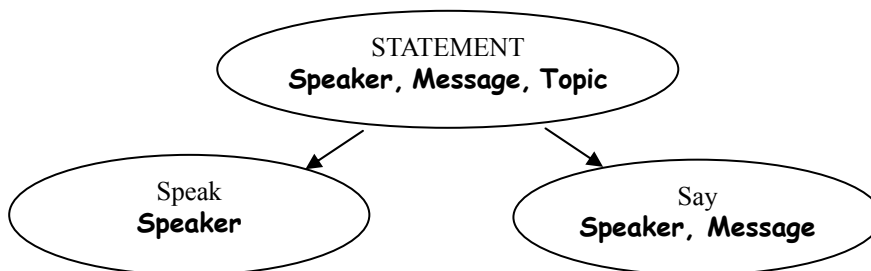 STATEMENT
Speaker, Message, Topic
Speak
Speaker
Say
Speaker, Message